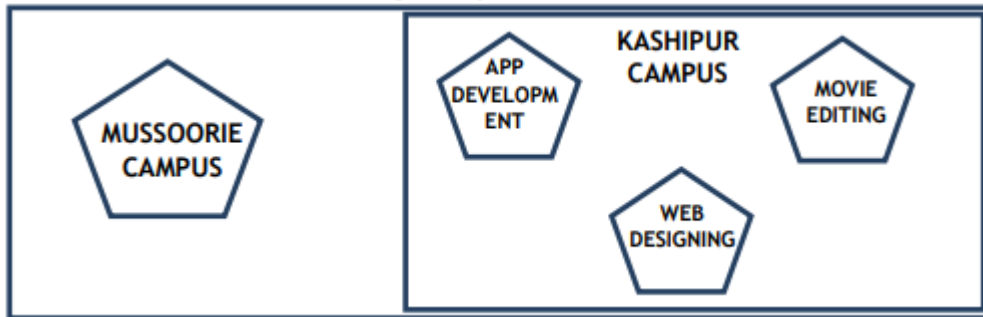 MUSSOORIE
CAMPUS
APP
DEVELOPM
ENT
KASHIPUR
CAMPUS
MOVIE
EDITING
WEB
DESIGNING